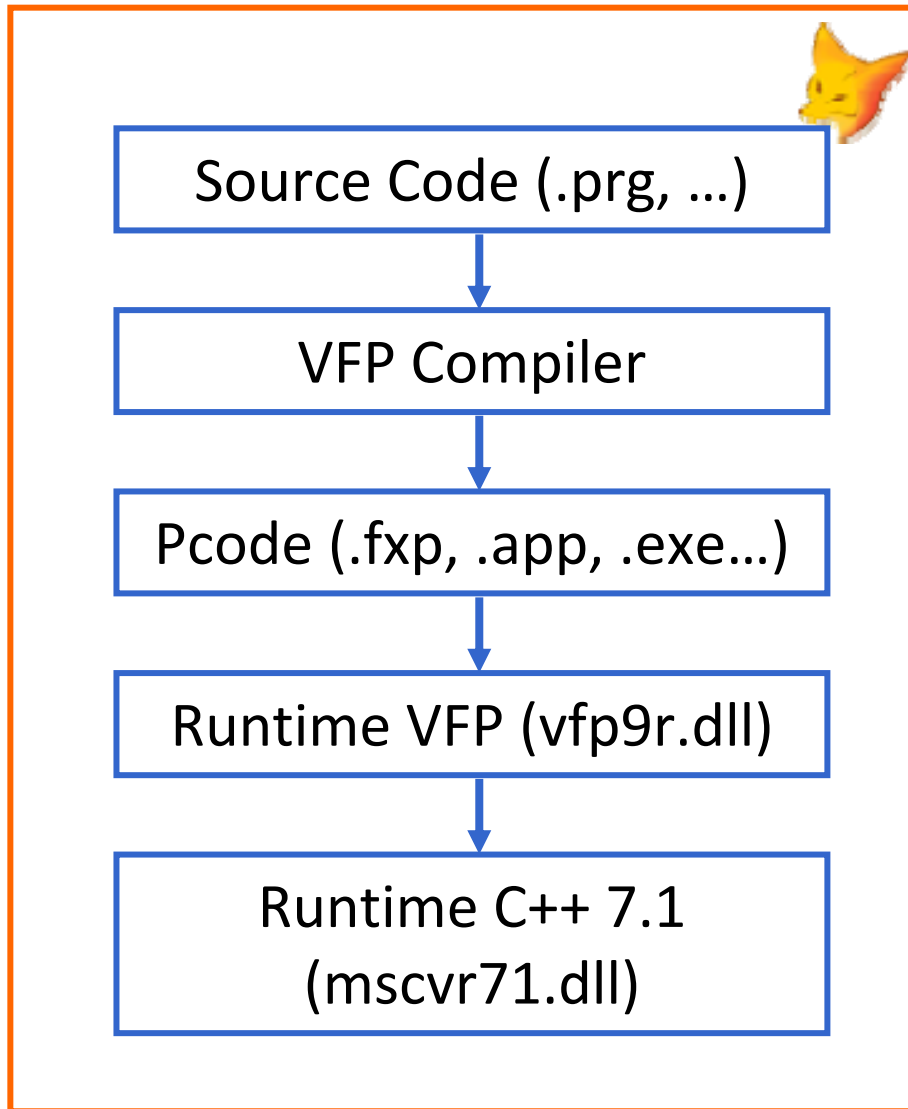 Source Code (.prg, …)
VFP Compiler
Pcode (.fxp, .app, .exe…)
Runtime VFP (vfp9r.dll)
Runtime C++ 7.1
(mscvr71.dll)